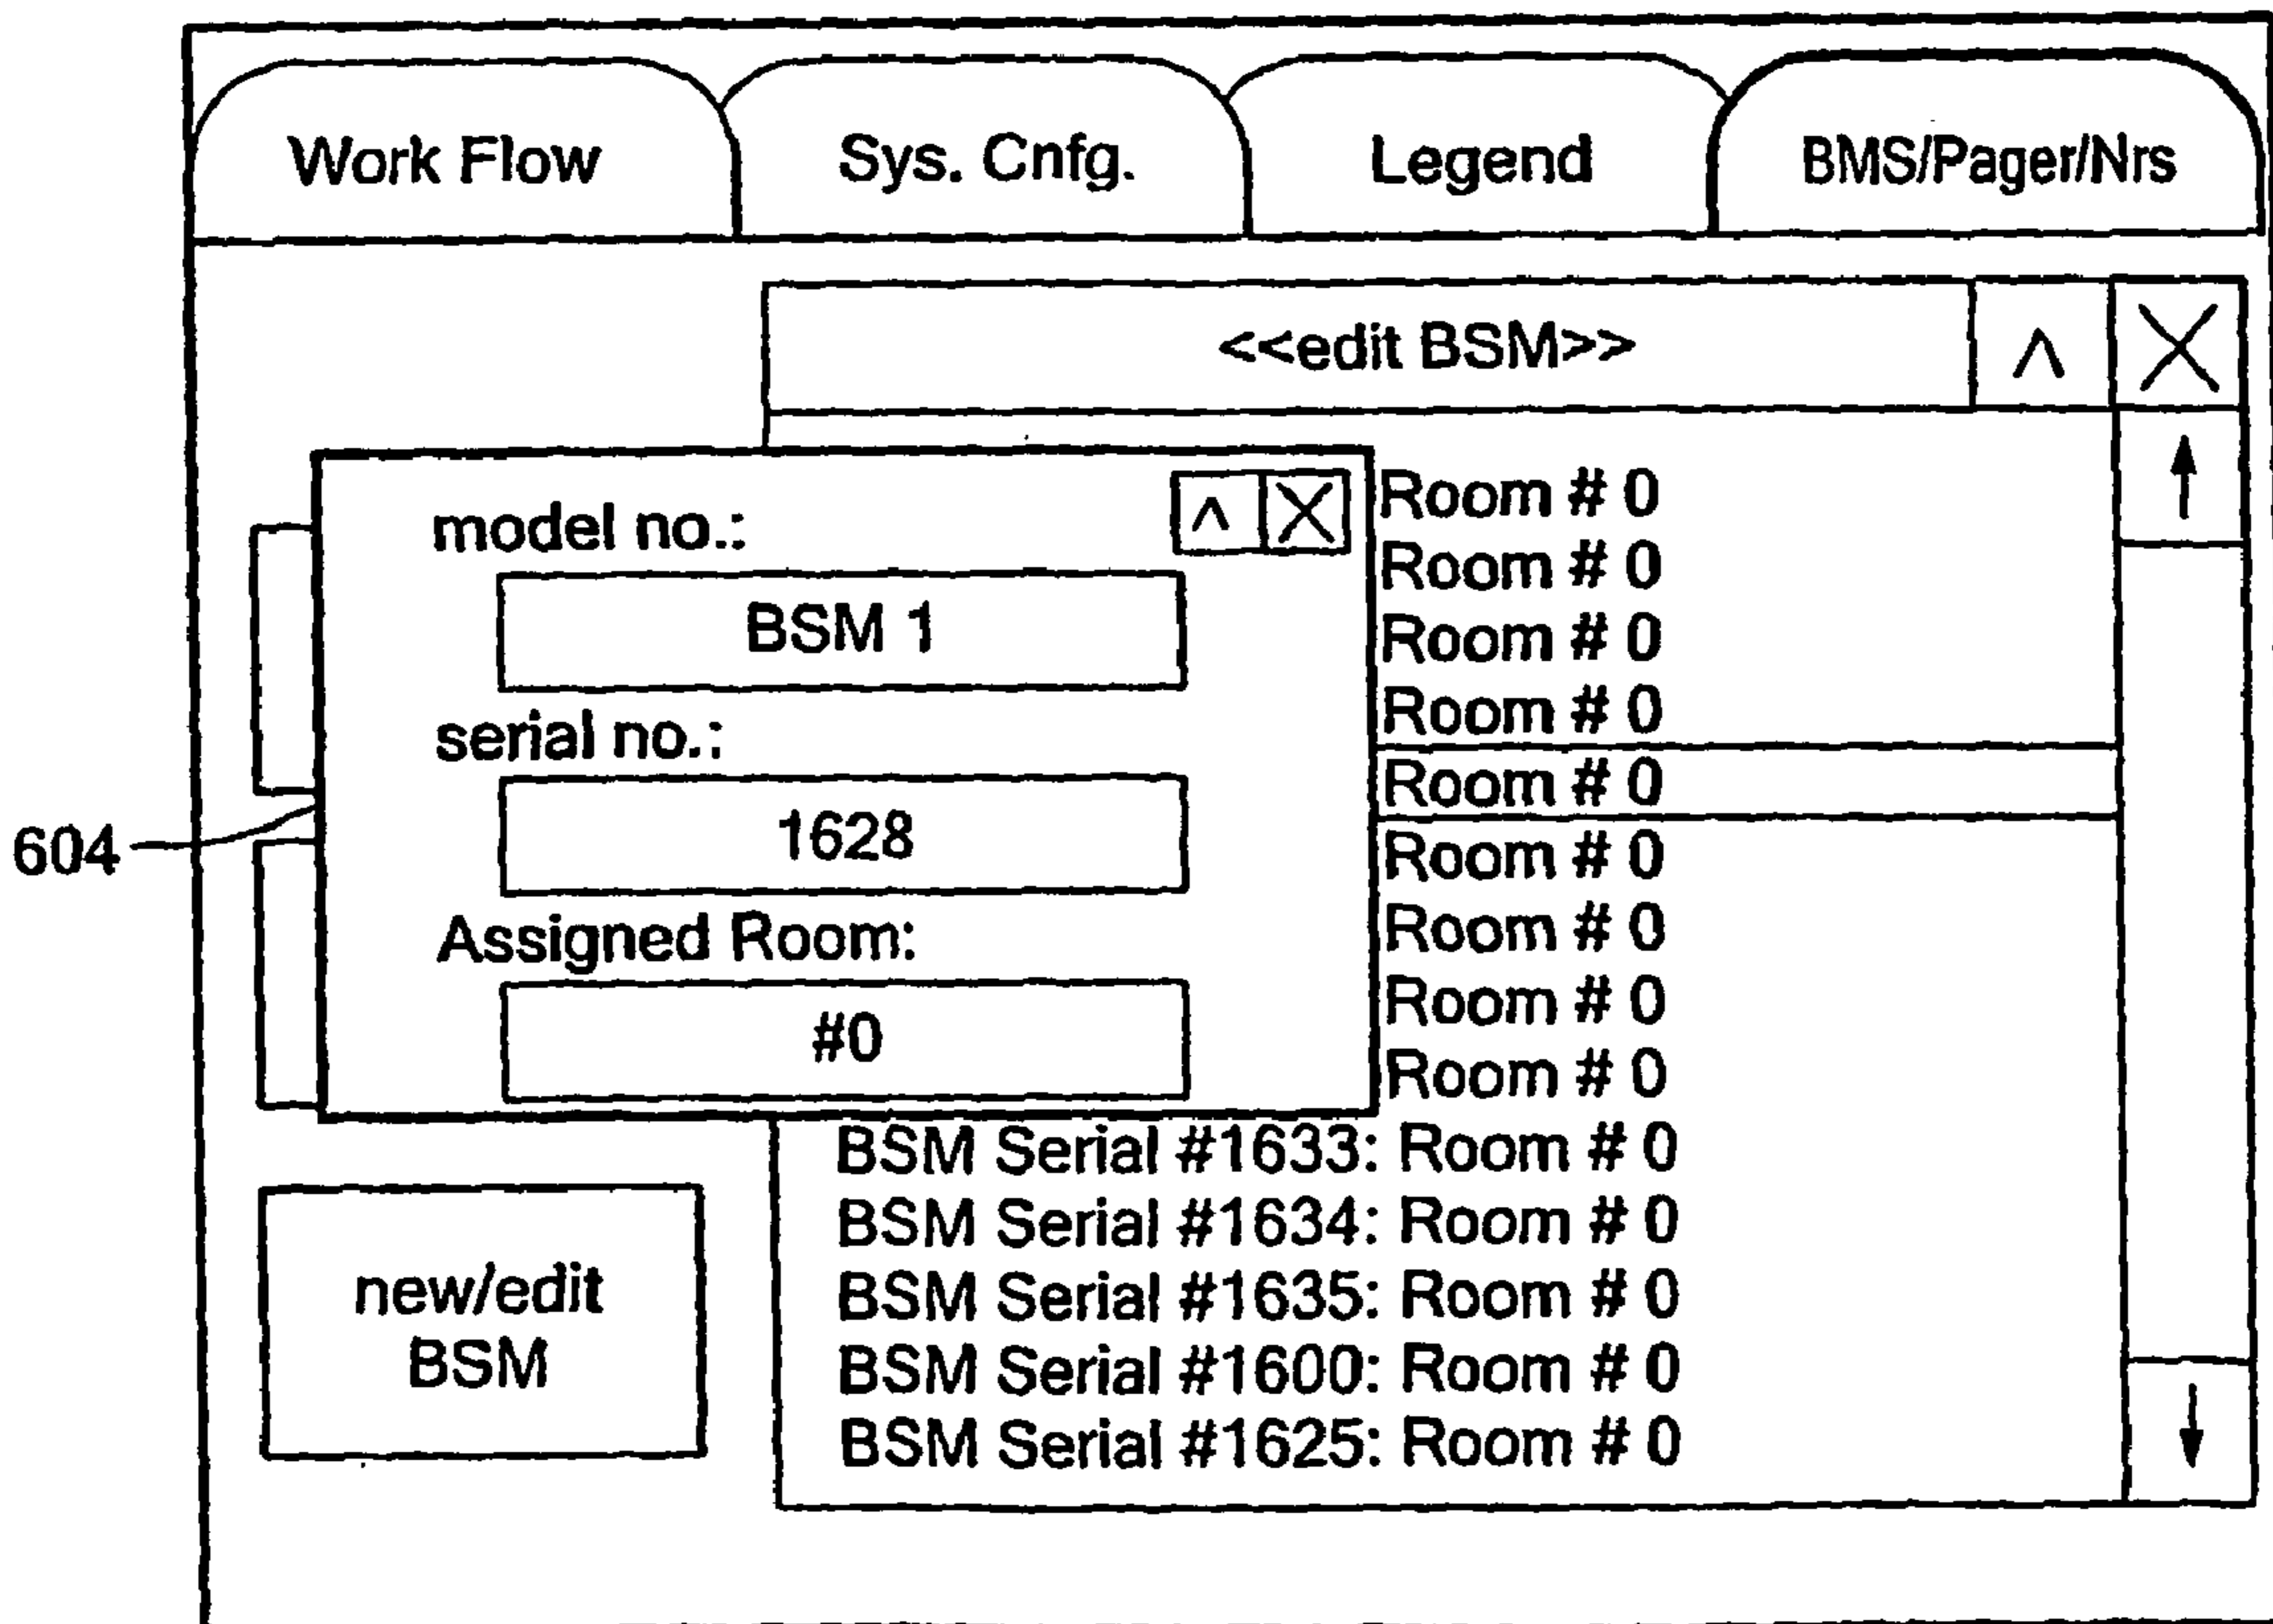 Work Flow
Sys. Cnfg.
Legend
BMS/Pager/Nrs
<<edit BSM>>
^
X
model no.:
^
X
BSM 1
serial no.:
1628
Assigned Room:
#0
604
Room # 0
Room # 0
Room # 0
Room # 0
Room # 0
Room # 0
Room # 0
Room # 0
Room # 0
BSM Serial #1633: Room # 0
BSM Serial #1634: Room # 0
BSM Serial #1635: Room # 0
BSM Serial #1600: Room # 0
BSM Serial #1625: Room # 0
new/edit
BSM